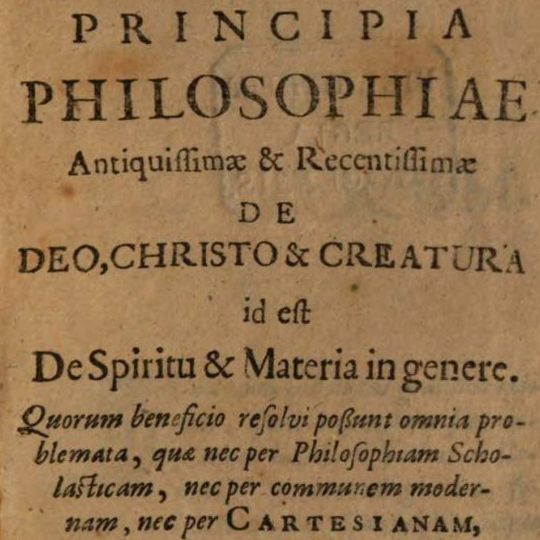 PRINCIPIA
PHILOSOPHIAE
Antiquiſſimæ & Recentiſſimæ
DE
DEO, CHRISTO & CREATURA
id eſt
De Spiritu & Materia in genere.
Quorum beneficio reſolvi poßunt omnia pro-
blemata, quæ nec per Philoſophiam Scho-
laſticam, nec per communem moder-
nam, nec per CARTESIANAM,